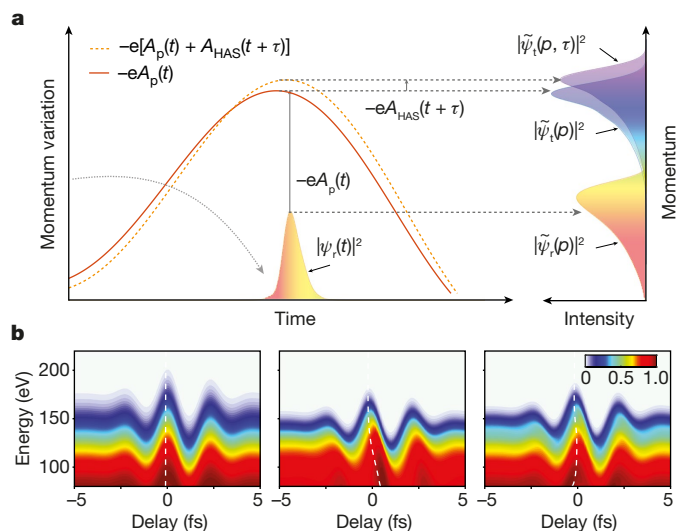 a
−e[A_p(t) + A_HAS(t + τ)]
−eA_p(t)
|ψ̃_t(p, τ)|²
−eA_HAS(t + τ)
|ψ̃_t(p)|²
−eA_p(t)
|ψ_r(t)|²
|ψ̃_r(p)|²
Momentum variation
Momentum
Time
Intensity
b
0 0.5 1.0
200
150
100
Energy (eV)
−5 0 5 −5 0 5 −5 0 5
Delay (fs) Delay (fs) Delay (fs)